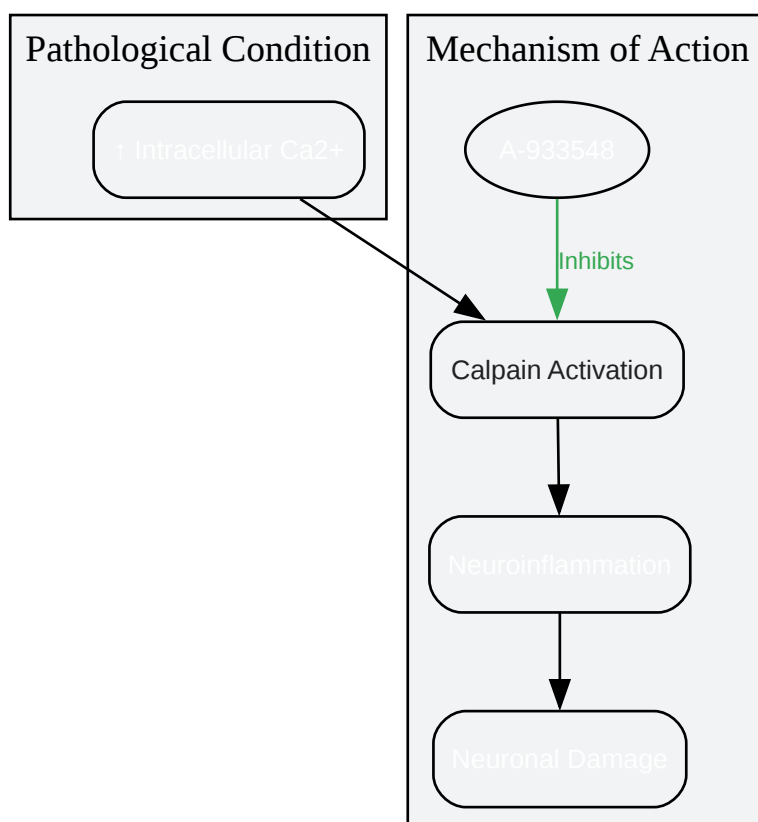 Pathological Condition
↑ Intracellular Ca2+
Mechanism of Action
A-933548
Inhibits
Calpain Activation
Neuroinflammation
Neuronal Damage